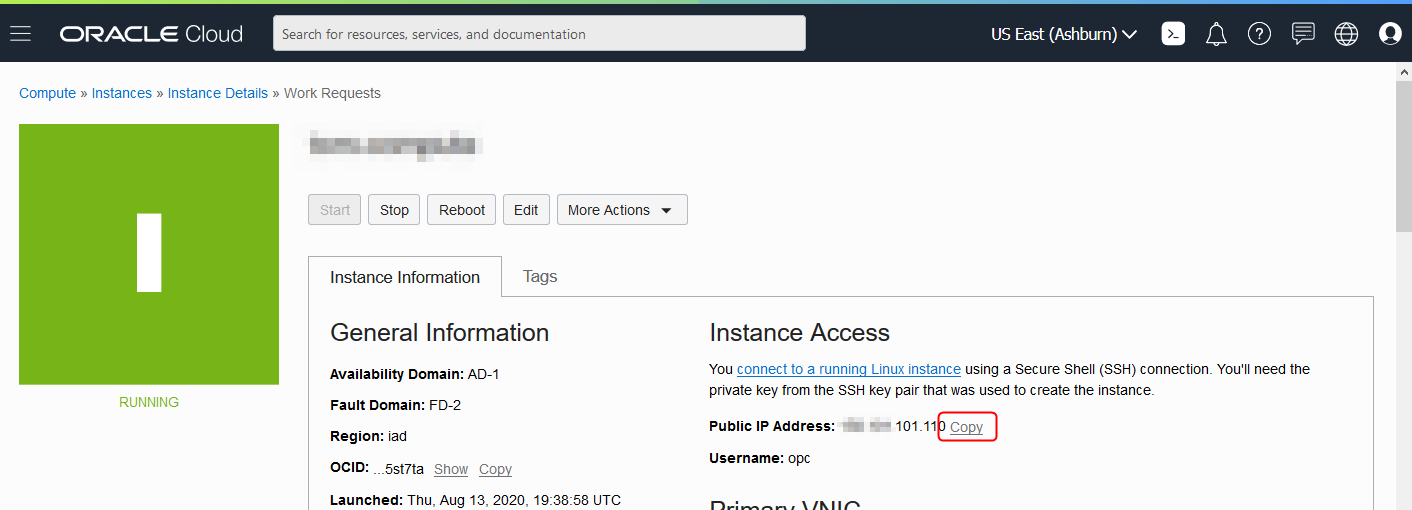 ORACLE Cloud
Search for resources, services, and documentation
US East (Ashburn)
Compute » Instances » Instance Details » Work Requests
I
RUNNING
Start Stop Reboot Edit More Actions
Instance Information Tags
General Information
Availability Domain: AD-1
Fault Domain: FD-2
Region: iad
OCID: ...5st7ta Show Copy
Launched: Thu, Aug 13, 2020, 19:38:58 UTC
Instance Access
You connect to a running Linux instance using a Secure Shell (SSH) connection. You'll need the
private key from the SSH key pair that was used to create the instance.
Public IP Address: 101.110 Copy
Username: opc
Primary VNIC